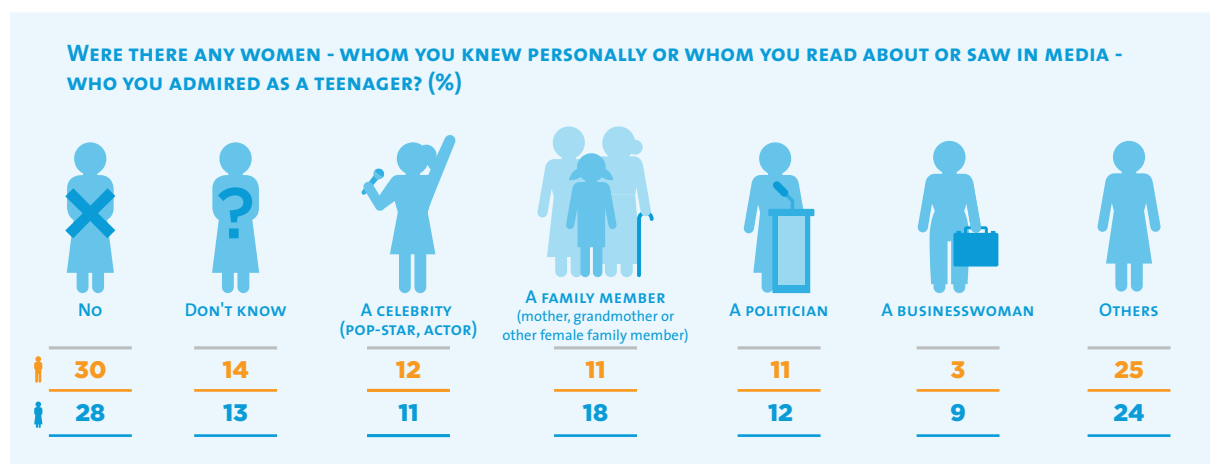 Were there any women - whom you knew personally or whom you read about or saw in media -
who you admired as a teenager? (%)
?
No
Don't know
A celebrity
(pop-star, actor)
A family member
(mother, grandmother or
other female family member)
A politician
A businesswoman
Others
30 14 12 11 11 3 25
28 13 11 18 12 9 24